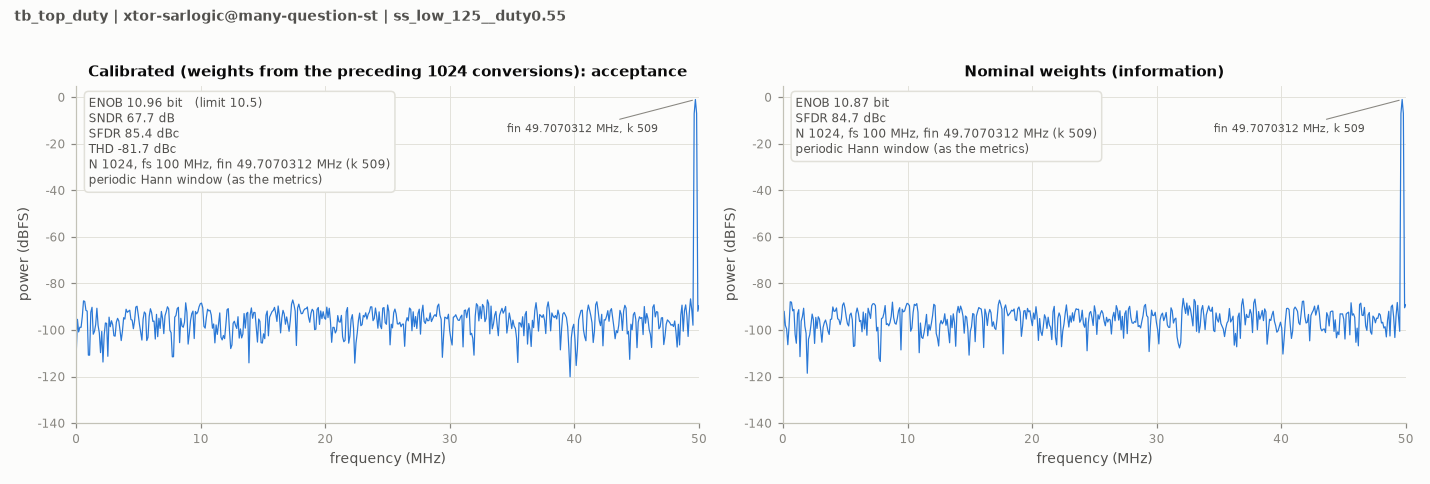 tb_top_duty | xtor-sarlogic@many-question-st | ss_low_125__duty0.55
Calibrated (weights from the preceding 1024 conversions): acceptance
ENOB 10.96 bit   (limit 10.5)
SNDR 67.7 dB
SFDR 85.4 dBc
THD -81.7 dBc
N 1024, fs 100 MHz, fin 49.7070312 MHz (k 509)
periodic Hann window (as the metrics)
fin 49.7070312 MHz, k 509
power (dBFS)
0
-20
-40
-60
-80
-100
-120
-140
0 10 20 30 40 50
frequency (MHz)
Nominal weights (information)
ENOB 10.87 bit
SFDR 84.7 dBc
N 1024, fs 100 MHz, fin 49.7070312 MHz (k 509)
periodic Hann window (as the metrics)
fin 49.7070312 MHz, k 509
power (dBFS)
0
-20
-40
-60
-80
-100
-120
-140
0 10 20 30 40 50
frequency (MHz)